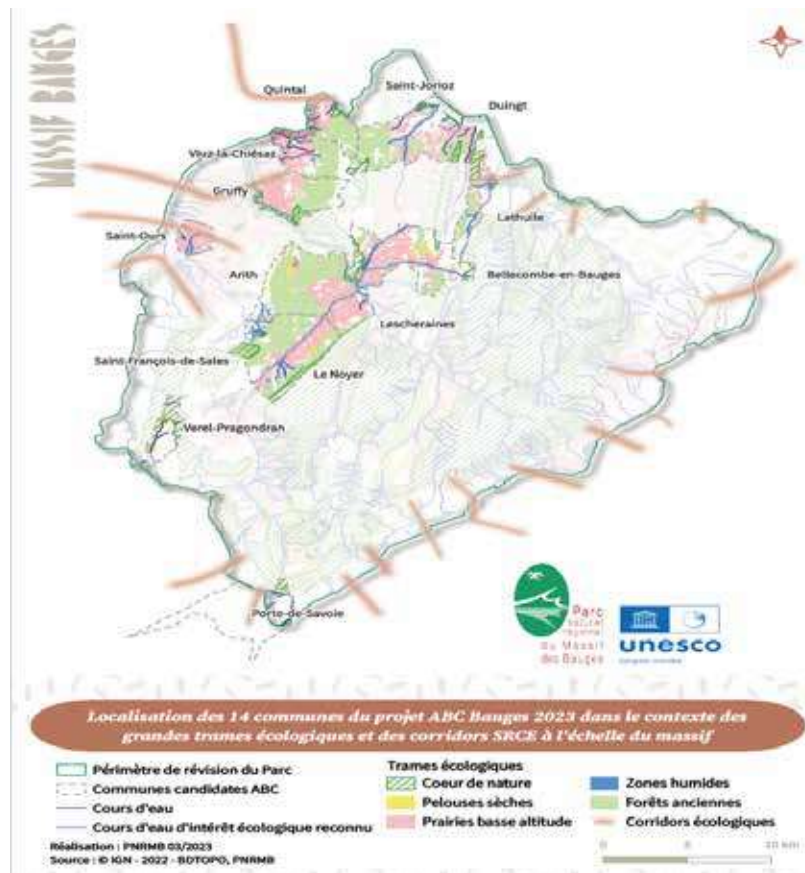 MASSIF BAUGES
Quintal
Saint-Jorioz
Duingt
Viuz-la-Chiésaz
Gruffy
Lathuile
Saint-Ours
Arith
Bellecombe-en-Bauges
Lescheraines
Saint-François-de-Sales
Le Noyer
Verel-Pragondran
Porte-de-Savoie
Parc
naturel
régional
du Massif
des Bauges
unesco
Localisation des 14 communes du projet ABC Bauges 2023 dans le contexte des
grandes trames écologiques et des corridors SRCE à l'échelle du massif
Périmètre de révision du Parc
Communes candidates ABC
Cours d'eau
Cours d'eau d'intérêt écologique reconnu
Trames écologiques
Coeur de nature
Pelouses sèches
Prairies basse altitude
Zones humides
Forêts anciennes
Corridors écologiques
Réalisation : PNRMB 03/2023
Source : © IGN - 2022 - BDTOPO, PNRMB
0
10 km